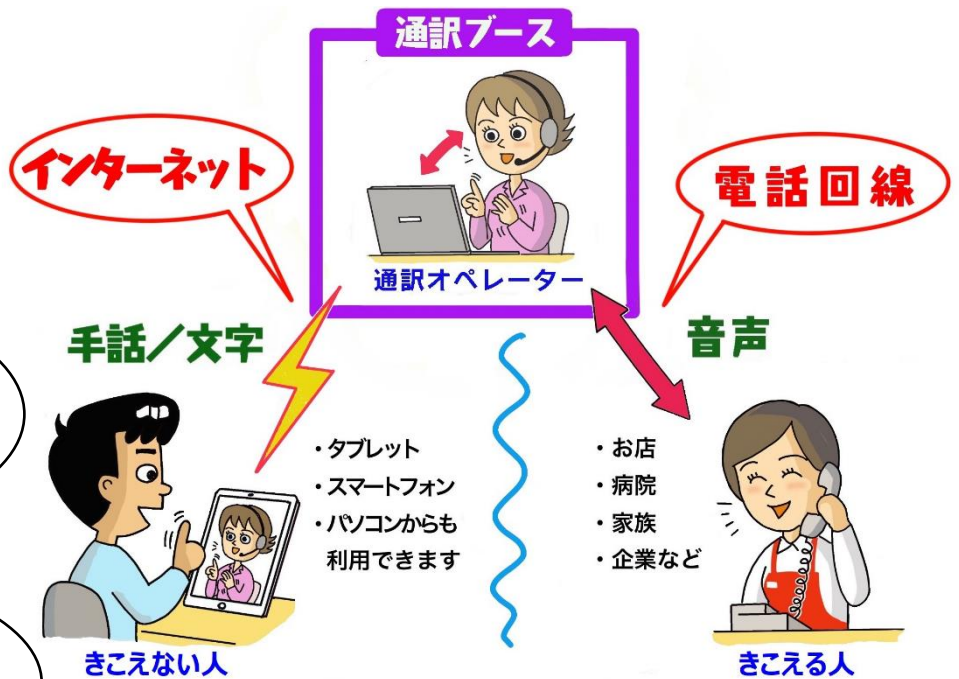 通訳ブース
インターネット
電話回線
通訳オペレーター
手話/文字
音声
・タブレット
・スマートフォン
・パソコンからも
利用できます
・お店
・病院
・家族
・企業など
きこえない人
きこえる人